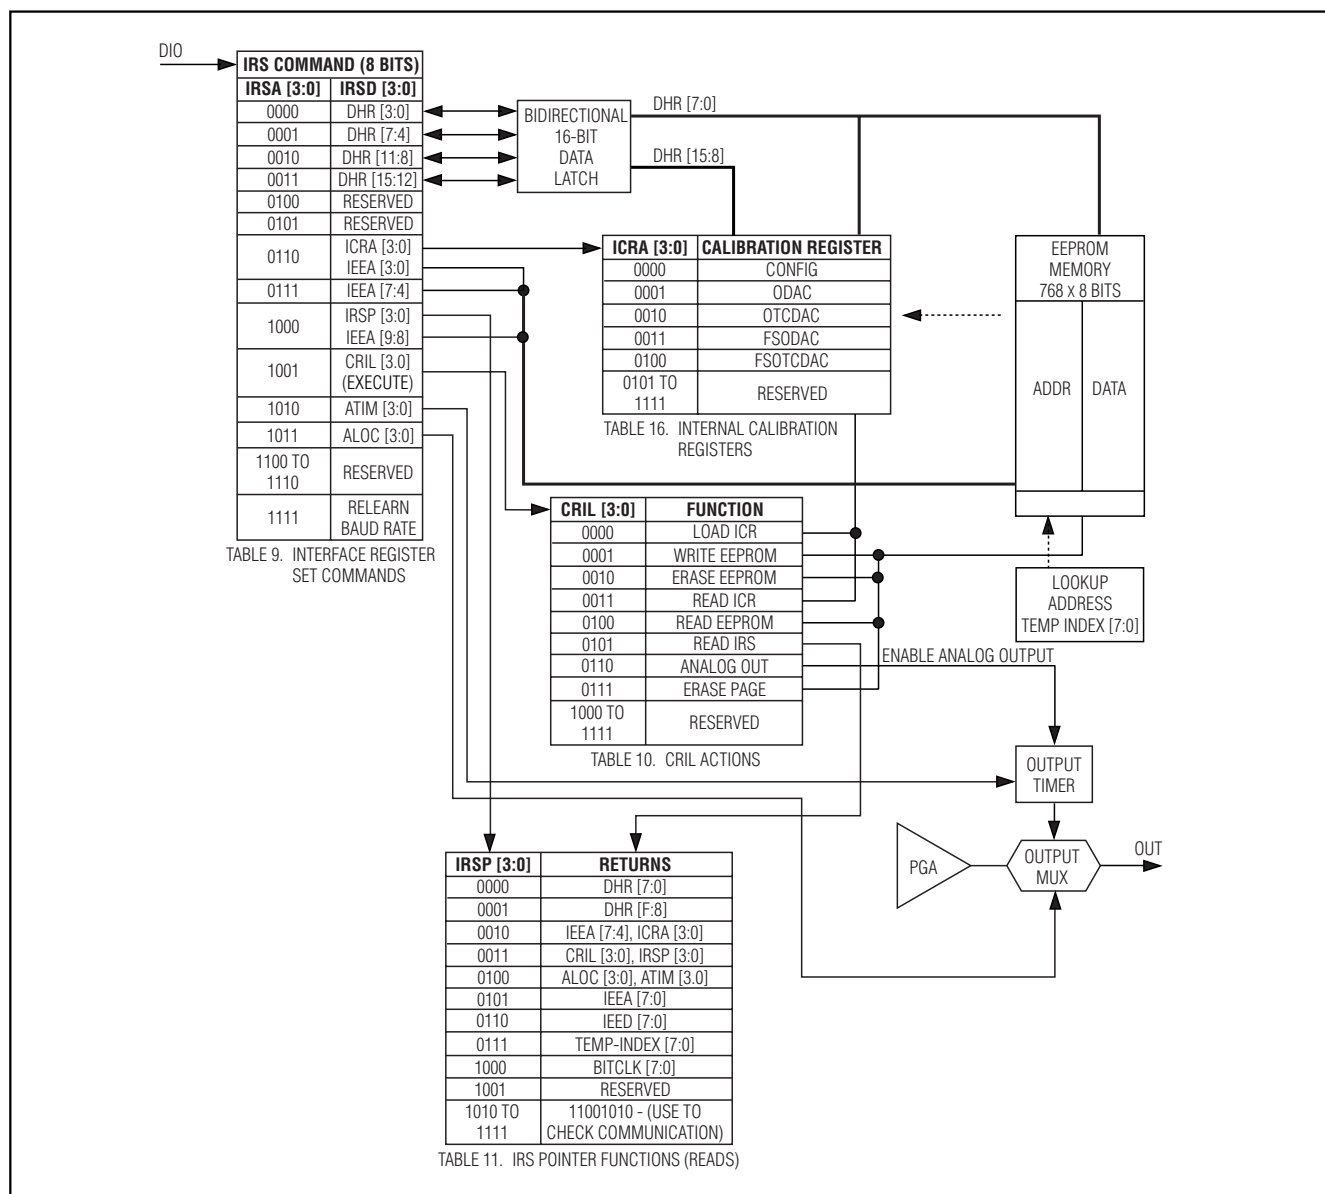 DIO
IRS COMMAND (8 BITS)
IRSA [3:0] IRSD [3:0]
0000 DHR [3:0]
0001 DHR [7:4]
0010 DHR [11:8]
0011 DHR [15:12]
0100 RESERVED
0101 RESERVED
0110 ICRA [3:0]
IEEA [3:0]
0111 IEEA [7:4]
1000 IRSP [3:0]
IEEA [9:8]
1001 CRIL [3.0]
(EXECUTE)
1010 ATIM [3:0]
1011 ALOC [3:0]
1100 TO
1110
RESERVED
1111 RELEARN
BAUD RATE
TABLE 9. INTERFACE REGISTER
SET COMMANDS
BIDIRECTIONAL
16-BIT
DATA
LATCH
DHR [7:0]
DHR [15:8]
ICRA [3:0] CALIBRATION REGISTER
0000 CONFIG
0001 ODAC
0010 OTCDAC
0011 FSODAC
0100 FSOTCDAC
0101 TO
1111
RESERVED
TABLE 16. INTERNAL CALIBRATION
REGISTERS
EEPROM
MEMORY
768 x 8 BITS
ADDR DATA
LOOKUP
ADDRESS
TEMP INDEX [7:0]
CRIL [3:0] FUNCTION
0000 LOAD ICR
0001 WRITE EEPROM
0010 ERASE EEPROM
0011 READ ICR
0100 READ EEPROM
0101 READ IRS
0110 ANALOG OUT
0111 ERASE PAGE
1000 TO
1111
RESERVED
TABLE 10. CRIL ACTIONS
ENABLE ANALOG OUTPUT
OUTPUT
TIMER
PGA
OUTPUT
MUX
OUT
IRSP [3:0] RETURNS
0000 DHR [7:0]
0001 DHR [F:8]
0010 IEEA [7:4], ICRA [3:0]
0011 CRIL [3:0], IRSP [3:0]
0100 ALOC [3:0], ATIM [3.0]
0101 IEEA [7:0]
0110 IEED [7:0]
0111 TEMP-INDEX [7:0]
1000 BITCLK [7:0]
1001 RESERVED
1010 TO
1111
11001010 - (USE TO
CHECK COMMUNICATION)
TABLE 11. IRS POINTER FUNCTIONS (READS)